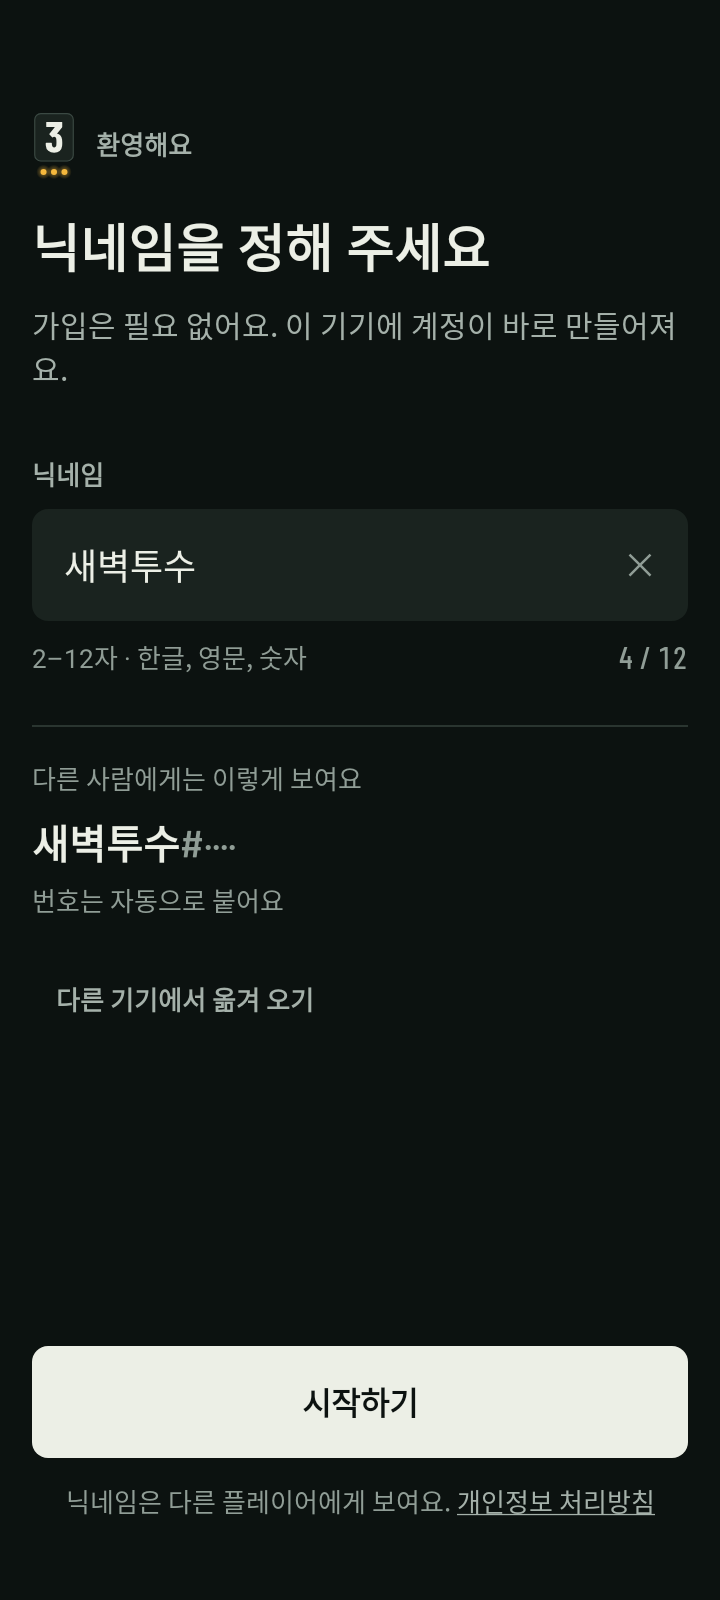 3 환영해요
닉네임을 정해 주세요
가입은 필요 없어요. 이 기기에 계정이 바로 만들어져
요.
닉네임
새벽투수
2–12자 · 한글, 영문, 숫자 4 / 12
다른 사람에게는 이렇게 보여요
새벽투수#····
번호는 자동으로 붙어요
다른 기기에서 옮겨 오기
시작하기
닉네임은 다른 플레이어에게 보여요. 개인정보 처리방침